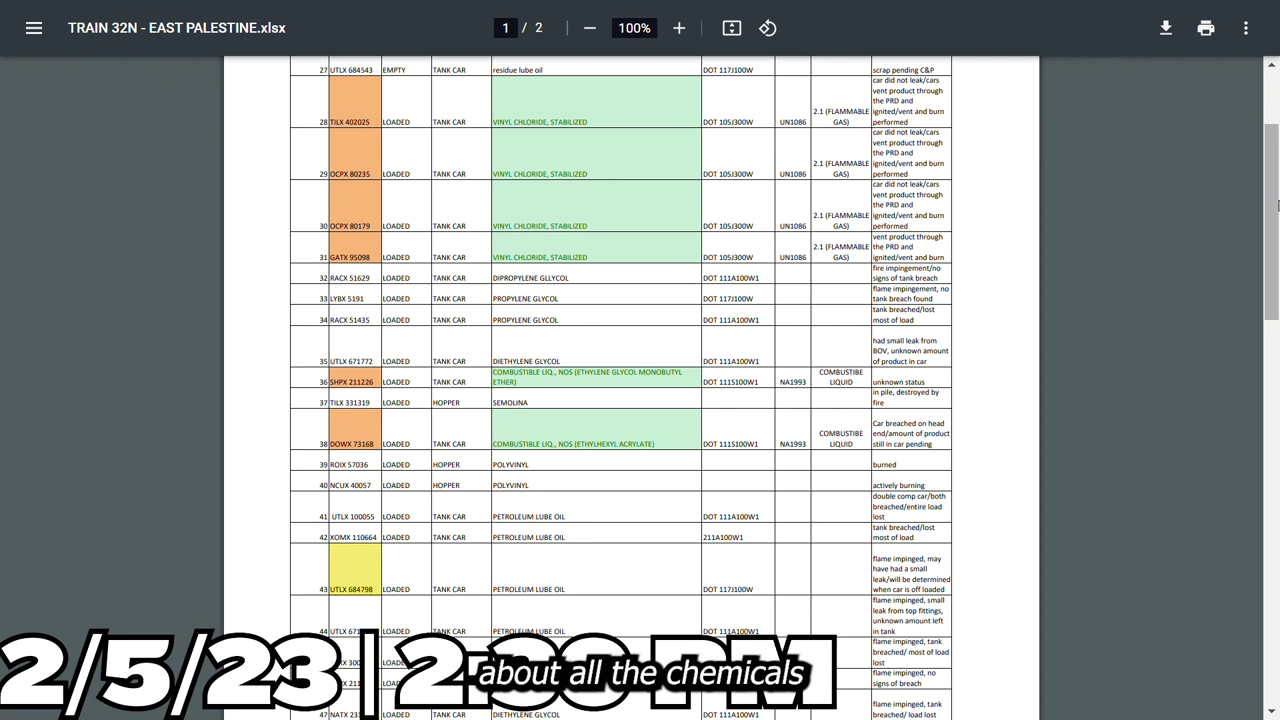 TRAIN 32N - EAST PALESTINE.xlsx 1 / 2 100%
27 UTLX 684543 EMPTY TANK CAR residue lube oil DOT 117J100W scrap pending C&P
car did not leak/cars
vent product through
the PRD and
2.1 (FLAMMABLE ignited/vent and burn
28 TILX 402025 LOADED TANK CAR VINYL CHLORIDE, STABILIZED DOT 105J300W UN1086 GAS) performed
car did not leak/cars
vent product through
the PRD and
2.1 (FLAMMABLE ignited/vent and burn
29 OCPX 80235 LOADED TANK CAR VINYL CHLORIDE, STABILIZED DOT 105J300W UN1086 GAS) performed
car did not leak/cars
vent product through
the PRD and
2.1 (FLAMMABLE ignited/vent and burn
30 OCPX 80179 LOADED TANK CAR VINYL CHLORIDE, STABILIZED DOT 105J300W UN1086 GAS) performed
vent product through
2.1 (FLAMMABLE the PRD and
31 GATX 95098 LOADED TANK CAR VINYL CHLORIDE, STABILIZED DOT 105J300W UN1086 GAS) ignited/vent and burn
fire impingement/no
32 RACX 51629 LOADED TANK CAR DIPROPYLENE GLLYCOL DOT 111A100W1 signs of tank breach
flame impingement, no
33 LYBX 5191 LOADED TANK CAR PROPYLENE GLYCOL DOT 117J100W tank breach found
tank breached/lost
34 RACX 51435 LOADED TANK CAR PROPYLENE GLYCOL DOT 111A100W1 most of load
had small leak from
BOV, unknown amount
35 UTLX 671772 LOADED TANK CAR DIETHYLENE GLYCOL DOT 111A100W1 of product in car
COMBUSTIBLE LIQ., NOS (ETHYLENE GLYCOL MONOBUTYL COMBUSTIBE
36 SHPX 211226 LOADED TANK CAR ETHER) DOT 111S100W1 NA1993 LIQUID unknown status
in pile, destroyed by
37 TILX 331319 LOADED HOPPER SEMOLINA fire
Car breached on head
COMBUSTIBE end/amount of product
38 DOWX 73168 LOADED TANK CAR COMBUSTIBLE LIQ., NOS (ETHYLHEXYL ACRYLATE) DOT 111S100W1 NA1993 LIQUID still in car pending
39 ROIX 57036 LOADED HOPPER POLYVINYL burned
40 NCUX 40057 LOADED HOPPER POLYVINYL actively burning
double comp car/both
breached/entire load
41 UTLX 100055 LOADED TANK CAR PETROLEUM LUBE OIL DOT 111A100W1 lost
tank breached/lost
42 XOMX 110664 LOADED TANK CAR PETROLEUM LUBE OIL 211A100W1 most of load
flame impinged, may
have had a small
leak/will be determined
43 UTLX 684798 LOADED TANK CAR PETROLEUM LUBE OIL DOT 117J100W when car is off loaded
flame impinged, small
leak from top fittings,
unknown amount left
44 UTLX LOADED TANK CAR PETROLEUM LUBE OIL DOT 111A100W1 in tank
flame impinged, tank
breached/ most of load
lost
flame impinged, no
signs of breach
flame impinged, tank
47 NATX LOADED TANK CAR DIETHYLENE GLYCOL DOT 111A100W1 breached/ load lost
2/5/23 | 2:30 PM
about all the chemicals